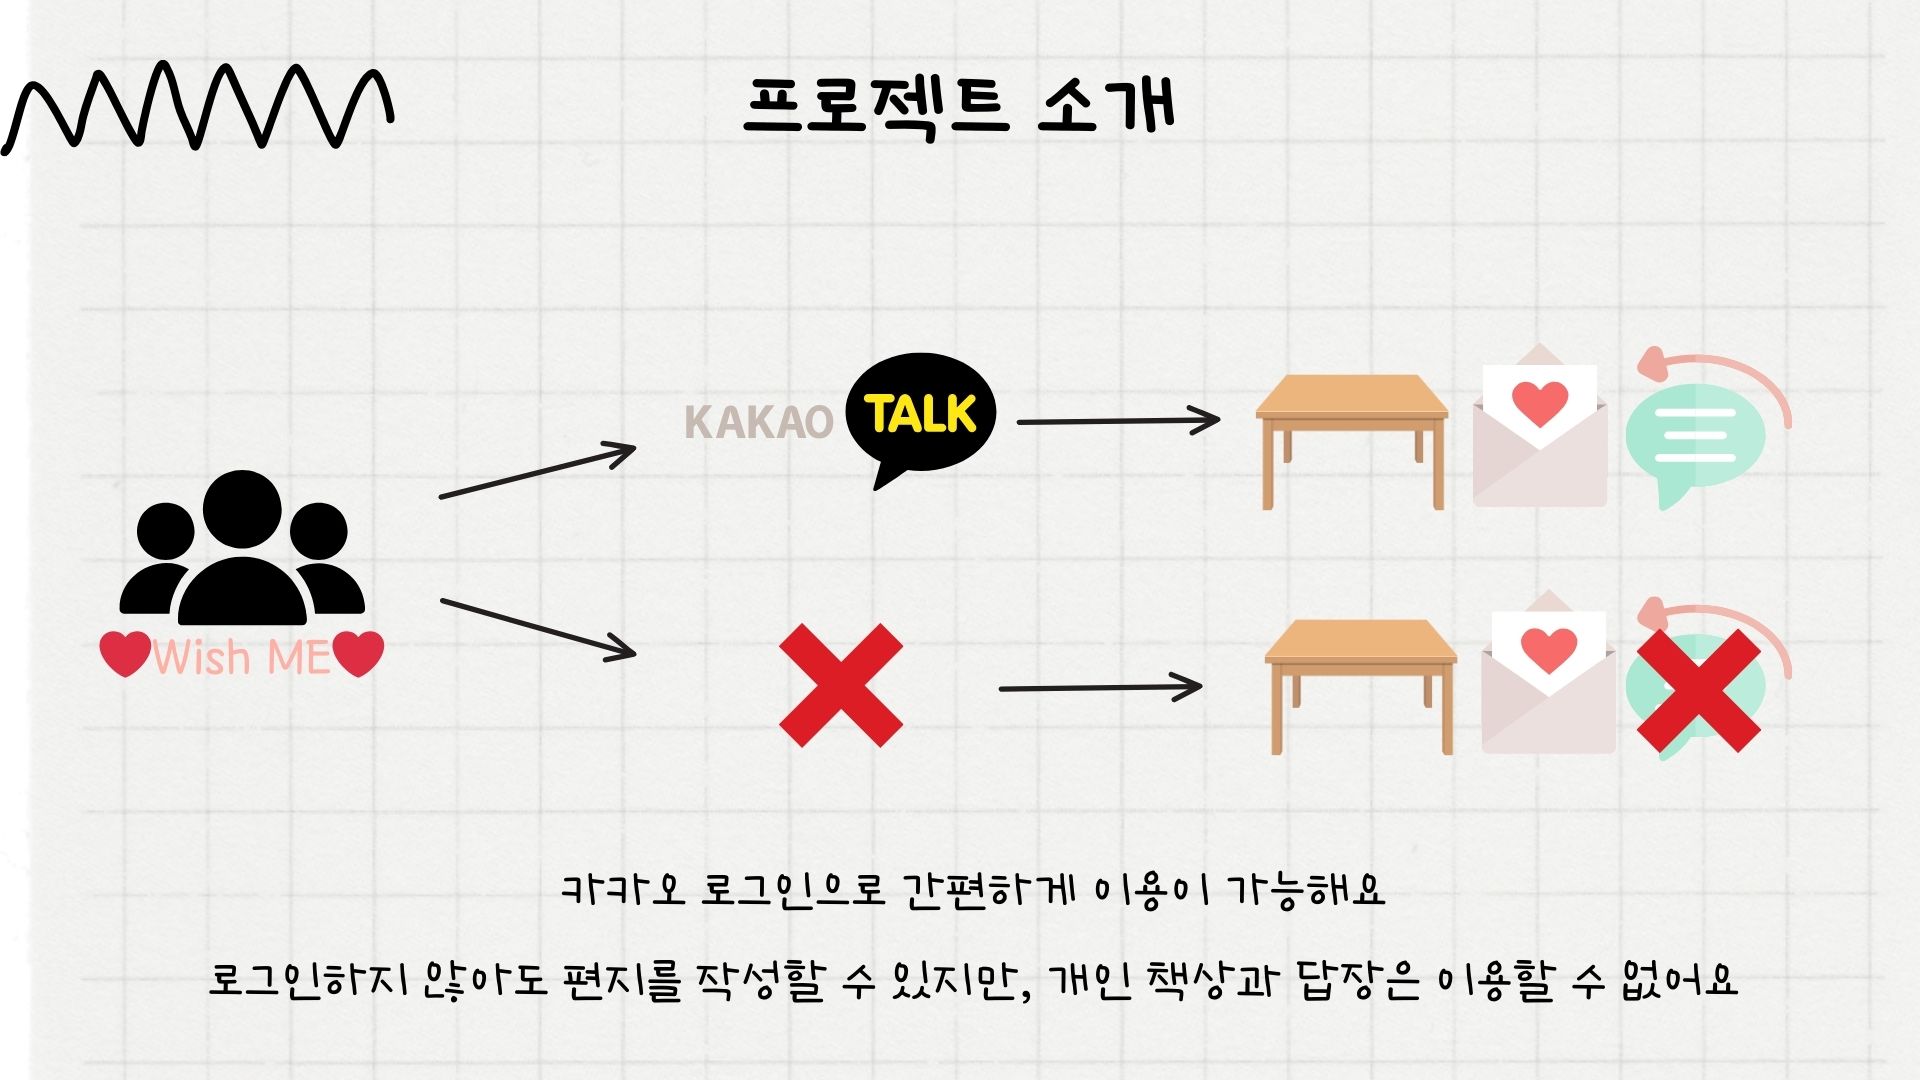 프로젝트 소개
KAKAO TALK
Wish ME
카카오 로그인으로 간편하게 이용이 가능해요
로그인하지 않아도 편지를 작성할 수 있지만, 개인 책상과 답장은 이용할 수 없어요